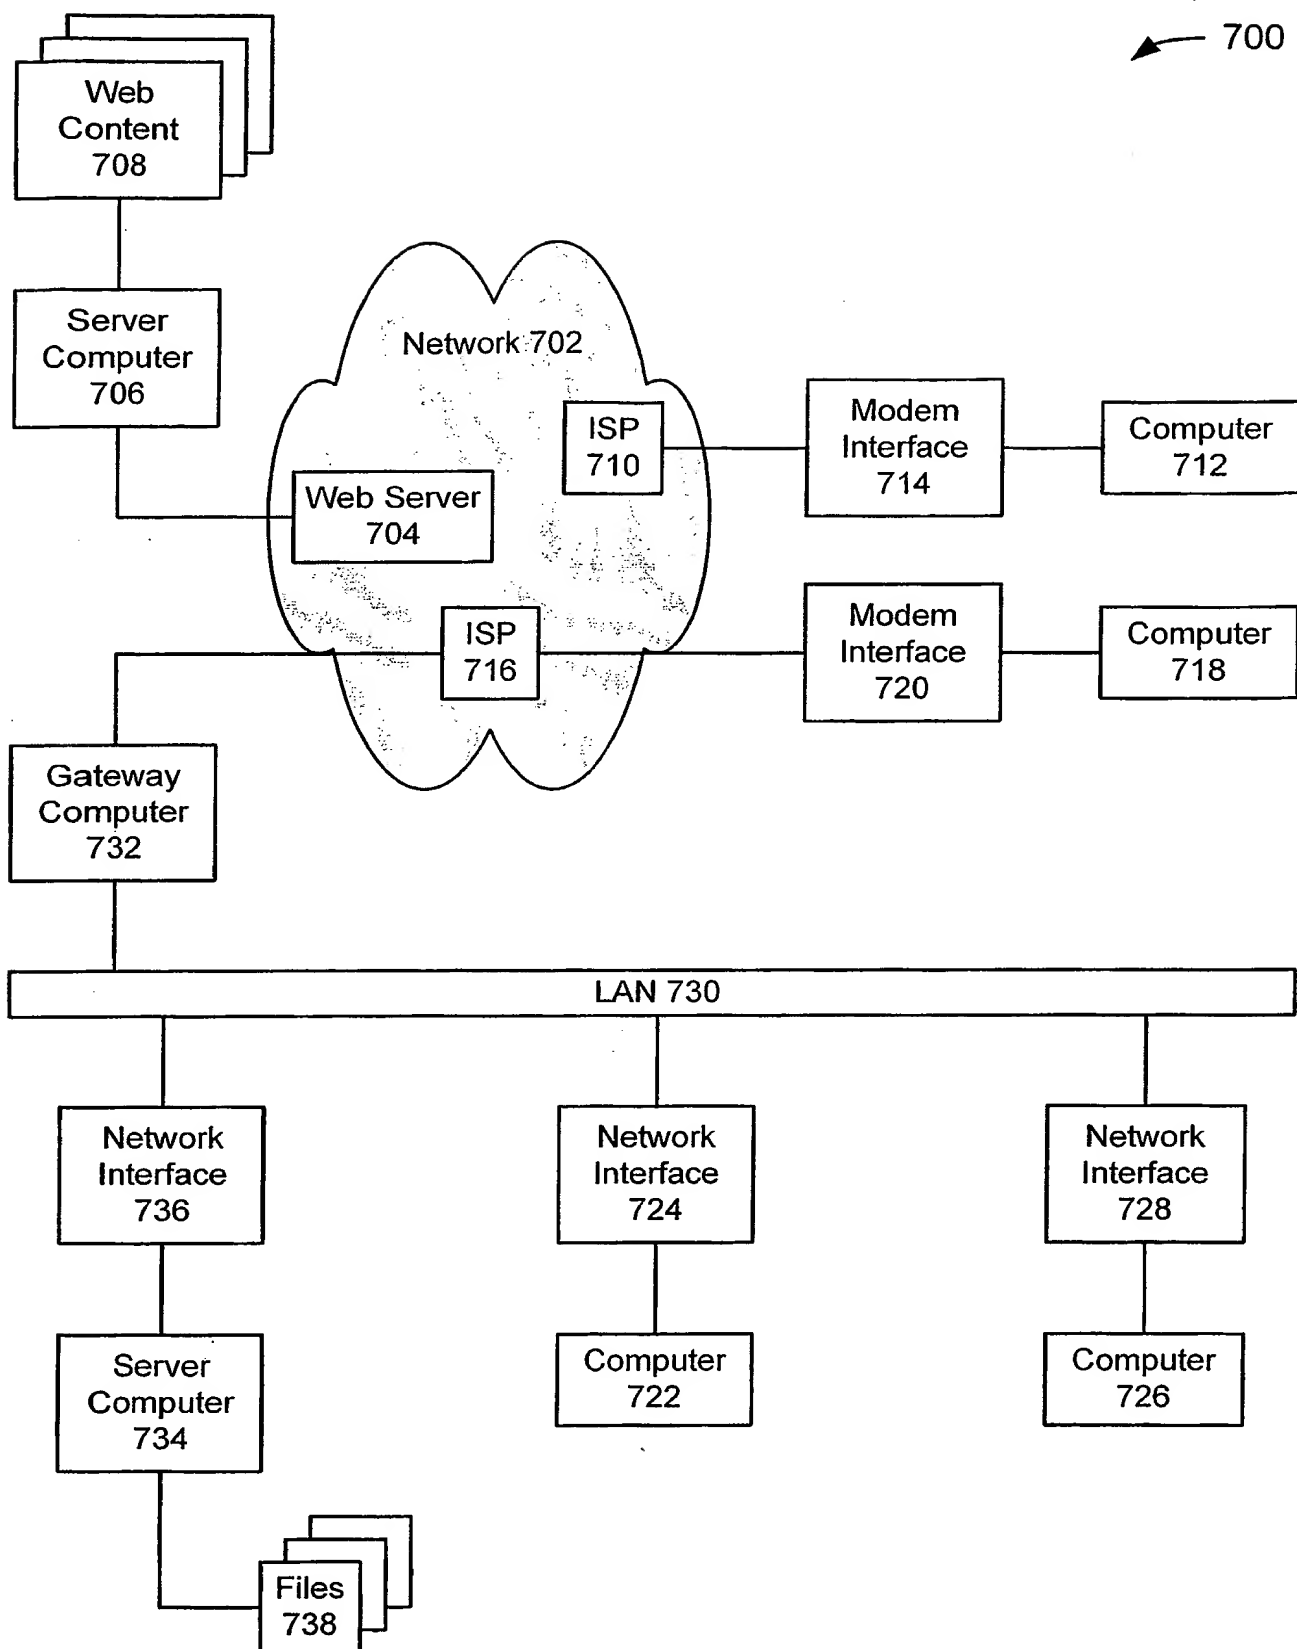 700
Web
Content
708
Server
Computer
706
Network 702
ISP
710
Modem
Interface
714
Computer
712
Web Server
704
ISP
716
Modem
Interface
720
Computer
718
Gateway
Computer
732
LAN 730
Network
Interface
736
Network
Interface
724
Network
Interface
728
Server
Computer
734
Computer
722
Computer
726
Files
738